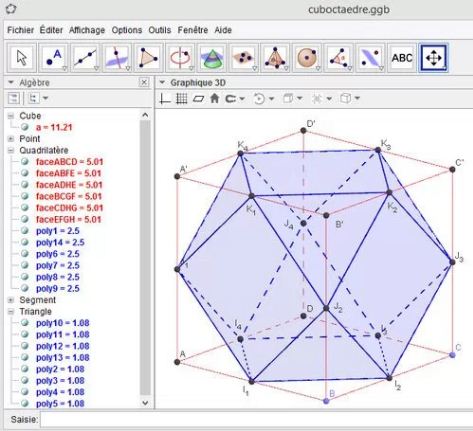 cuboctaedre.ggb
Fichier Éditer Affichage Options Outils Fenêtre Aide
A
a=2
ABC
Algèbre
Graphique 3D
Cube
a = 11.21
Point
Quadrilatère
faceABCD = 5.01
faceABFE = 5.01
faceADHE = 5.01
faceBCGF = 5.01
faceCDHG = 5.01
faceEFGH = 5.01
poly1 = 2.5
poly14 = 2.5
poly6 = 2.5
poly7 = 2.5
poly8 = 2.5
poly9 = 2.5
Segment
Triangle
poly10 = 1.08
poly11 = 1.08
poly12 = 1.08
poly13 = 1.08
poly2 = 1.08
poly3 = 1.08
poly4 = 1.08
poly5 = 1.08
D'
K4
K3
A'
C'
K1
K2
J4
B'
J3
J2
D
I4
I3
A
C
I1
I2
B
Saisie: